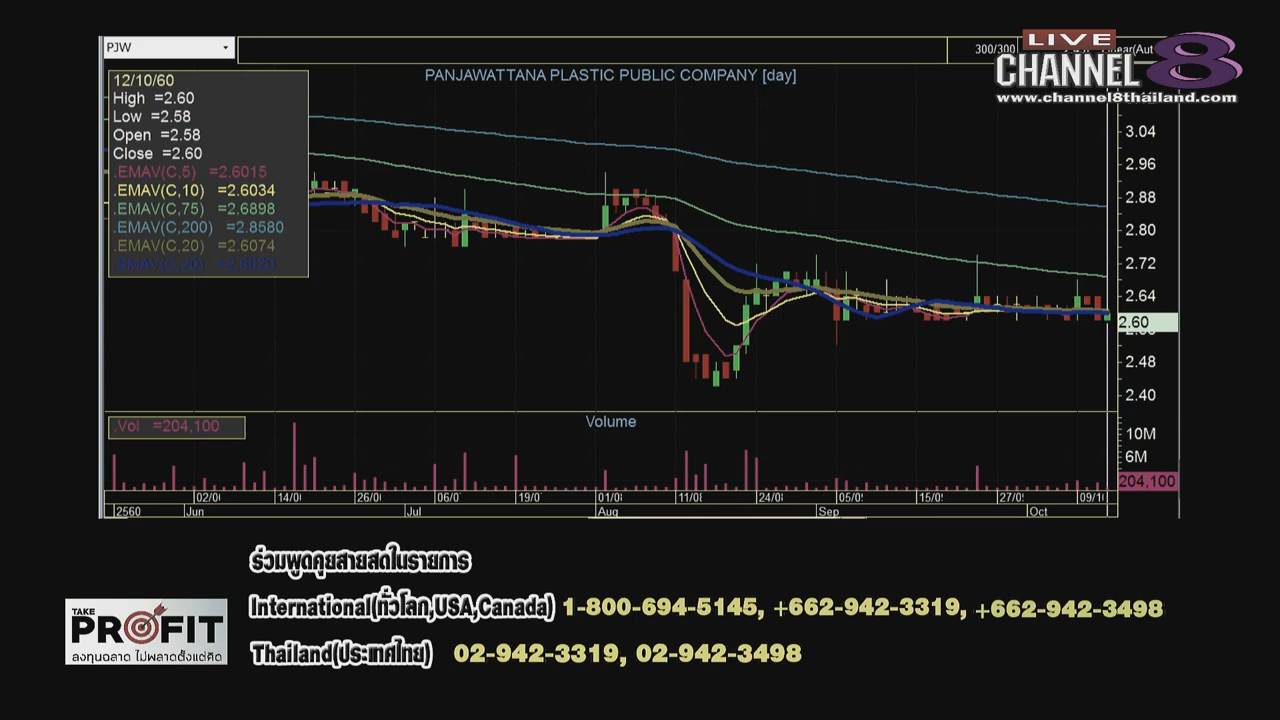 PJW
300/300
LIVE
CHANNEL 8
www.channel8thailand.com
PANJAWATTANA PLASTIC PUBLIC COMPANY [day]
12/10/60
High =2.60
Low =2.58
Open =2.58
Close =2.60
.EMAV(C,5) =2.6015
.EMAV(C,10) =2.6034
.EMAV(C,75) =2.6898
.EMAV(C,200) =2.8580
.EMAV(C,20) =2.6074
3.04
2.96
2.88
2.80
2.72
2.64
2.60
2.48
2.40
.Vol =204,100
Volume
10M
6M
204,100
02/0
14/0
26/0
06/0
19/0
01/0
11/0
24/0
05/0
15/0
27/0
09/1
2560
Jun
Jul
Aug
Sep
Oct
ร่วมพูดคุยสายสดในรายการ
International(ทั่วโลก,USA,Canada) 1-800-694-5145, +662-942-3319, +662-942-3498
Thailand(ประเทศไทย) 02-942-3319, 02-942-3498
TAKE
PROFIT
ลงทุนฉลาด ไม่พลาดตั้งแต่คิด